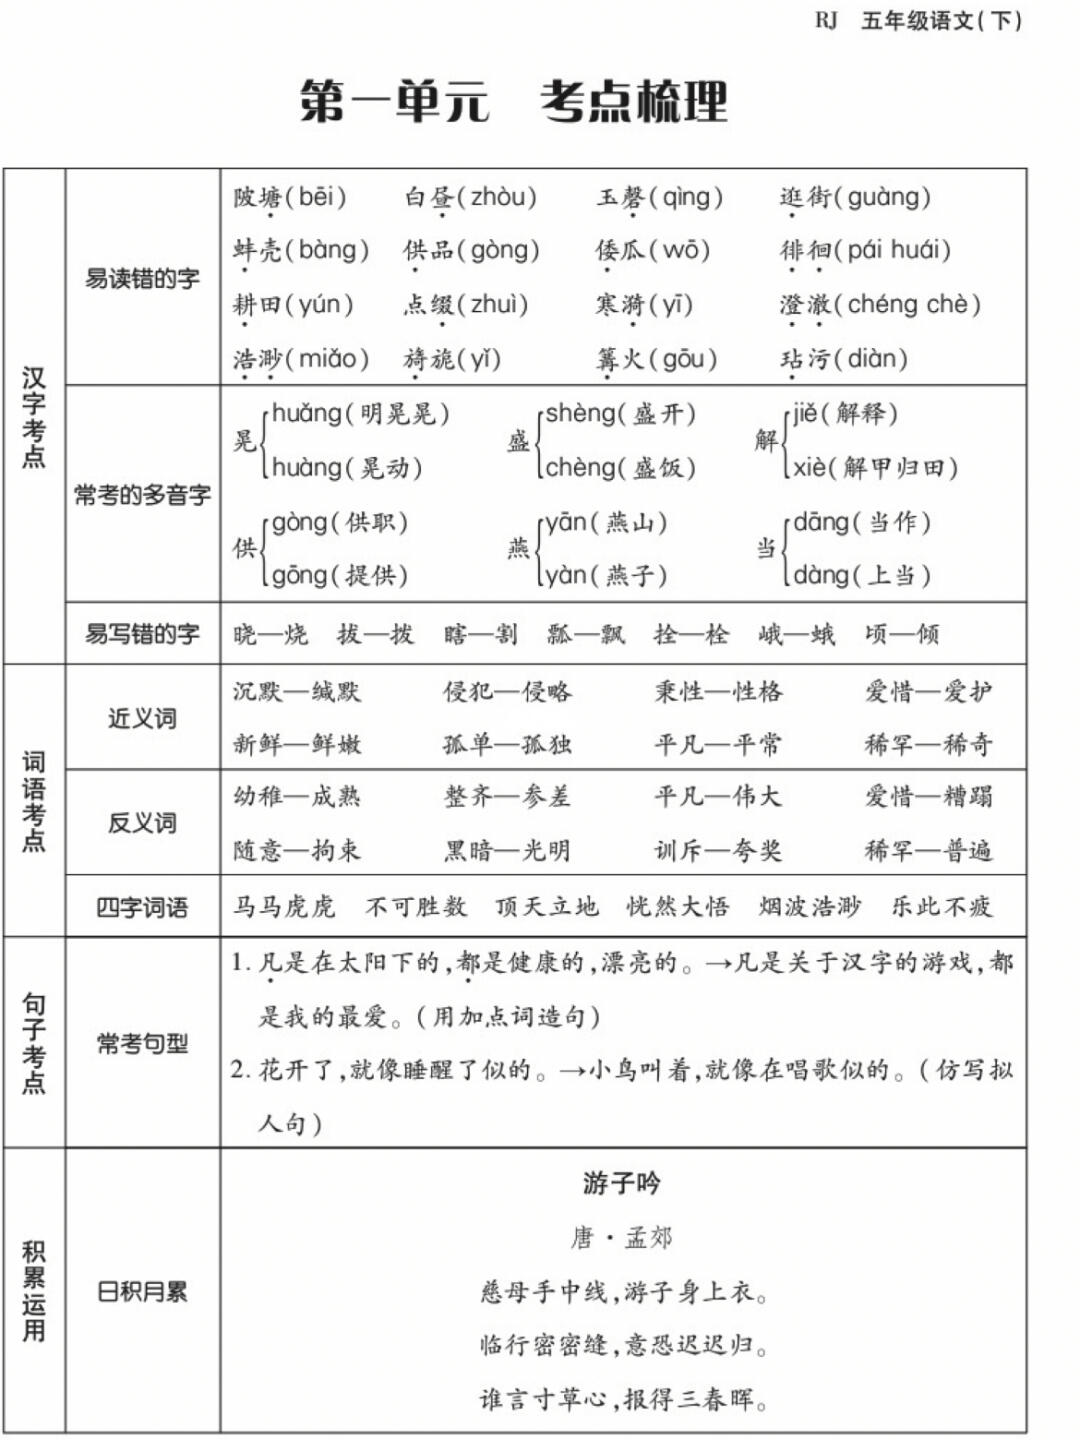 RJ 五年级语文(下)
第一单元 考点梳理
汉字考点
易读错的字
陂塘(bēi) 白昼(zhòu) 玉磬(qìng) 逛街(guàng)
蚌壳(bàng) 供品(gòng) 倭瓜(wō) 徘徊(pái huái)
耕田(yún) 点缀(zhuì) 寒漪(yī) 澄澈(chéng chè)
浩渺(miǎo) 旖旎(yǐ) 篝火(gōu) 玷污(diàn)
常考的多音字
晃 huǎng(明晃晃) huàng(晃动) 盛 shèng(盛开) chèng(盛饭) 解 jiě(解释) xiè(解甲归田)
供 gòng(供职) gōng(提供) 燕 yān(燕山) yàn(燕子) 当 dāng(当作) dàng(上当)
易写错的字
晓—烧 拔—拨 瞎—割 瓢—飘 拴—栓 峨—蛾 顷—倾
词语考点
近义词
沉默—缄默 侵犯—侵略 秉性—性格 爱惜—爱护
新鲜—鲜嫩 孤单—孤独 平凡—平常 稀罕—稀奇
反义词
幼稚—成熟 整齐—参差 平凡—伟大 爱惜—糟蹋
随意—拘束 黑暗—光明 训斥—夸奖 稀罕—普遍
四字词语
马马虎虎 不可胜数 顶天立地 恍然大悟 烟波浩渺 乐此不疲
句子考点
常考句型
1. 凡是在太阳下的,都是健康的,漂亮的。→凡是关于汉字的游戏,都
是我的最爱。(用加点词造句)
2. 花开了,就像睡醒了似的。→小鸟叫着,就像在唱歌似的。(仿写拟
人句)
积累运用
日积月累
游子吟
唐·孟郊
慈母手中线,游子身上衣。
临行密密缝,意恐迟迟归。
谁言寸草心,报得三春晖。